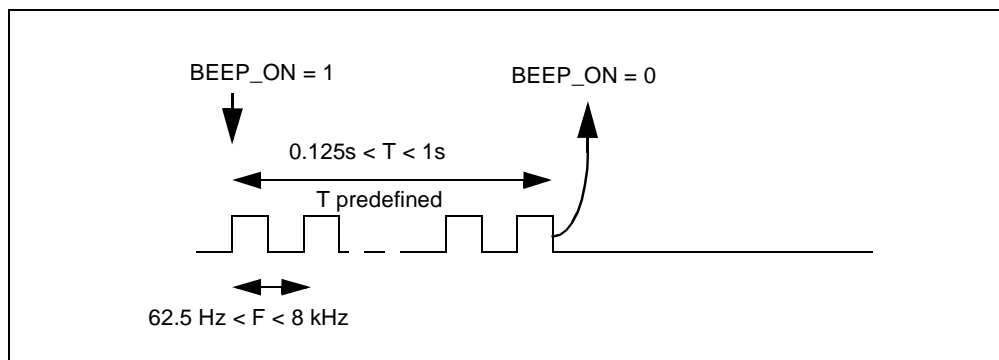 BEEP_ON = 1
BEEP_ON = 0
0.125s < T < 1s
T predefined
62.5 Hz < F < 8 kHz